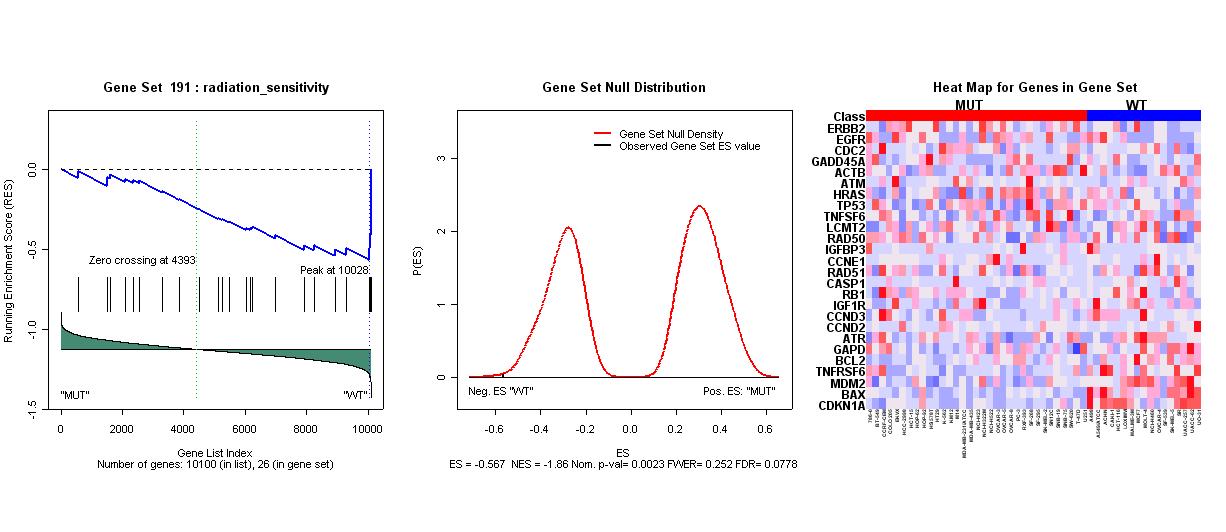 Gene Set 191 : radiation_sensitivity
Running Enrichment Score (RES)
0.0
-0.5
-1.0
-1.5
Zero crossing at 4393
Peak at 10028
"MUT"
"WT"
0
2000
4000
6000
8000
10000
Gene List Index
Number of genes: 10100 (in list), 26 (in gene set)
Gene Set Null Distribution
P(ES)
3
2
1
0
Gene Set Null Density
Observed Gene Set ES value
Neg. ES "WT"
Pos. ES: "MUT"
-0.6
-0.4
-0.2
0.0
0.2
0.4
0.6
ES
ES = -0.567 NES = -1.86 Nom. p-val= 0.0023 FWER= 0.252 FDR= 0.0778
Heat Map for Genes in Gene Set
MUT
WT
Class
ERBB2
EGFR
CDC2
GADD45A
ACTB
ATM
HRAS
TP53
TNFSF6
LCMT2
RAD50
IGFBP3
CCNE1
RAD51
CASP1
RB1
IGF1R
CCND3
CCND2
ATR
GAPD
BCL2
TNFRSF6
MDM2
BAX
CDKN1A